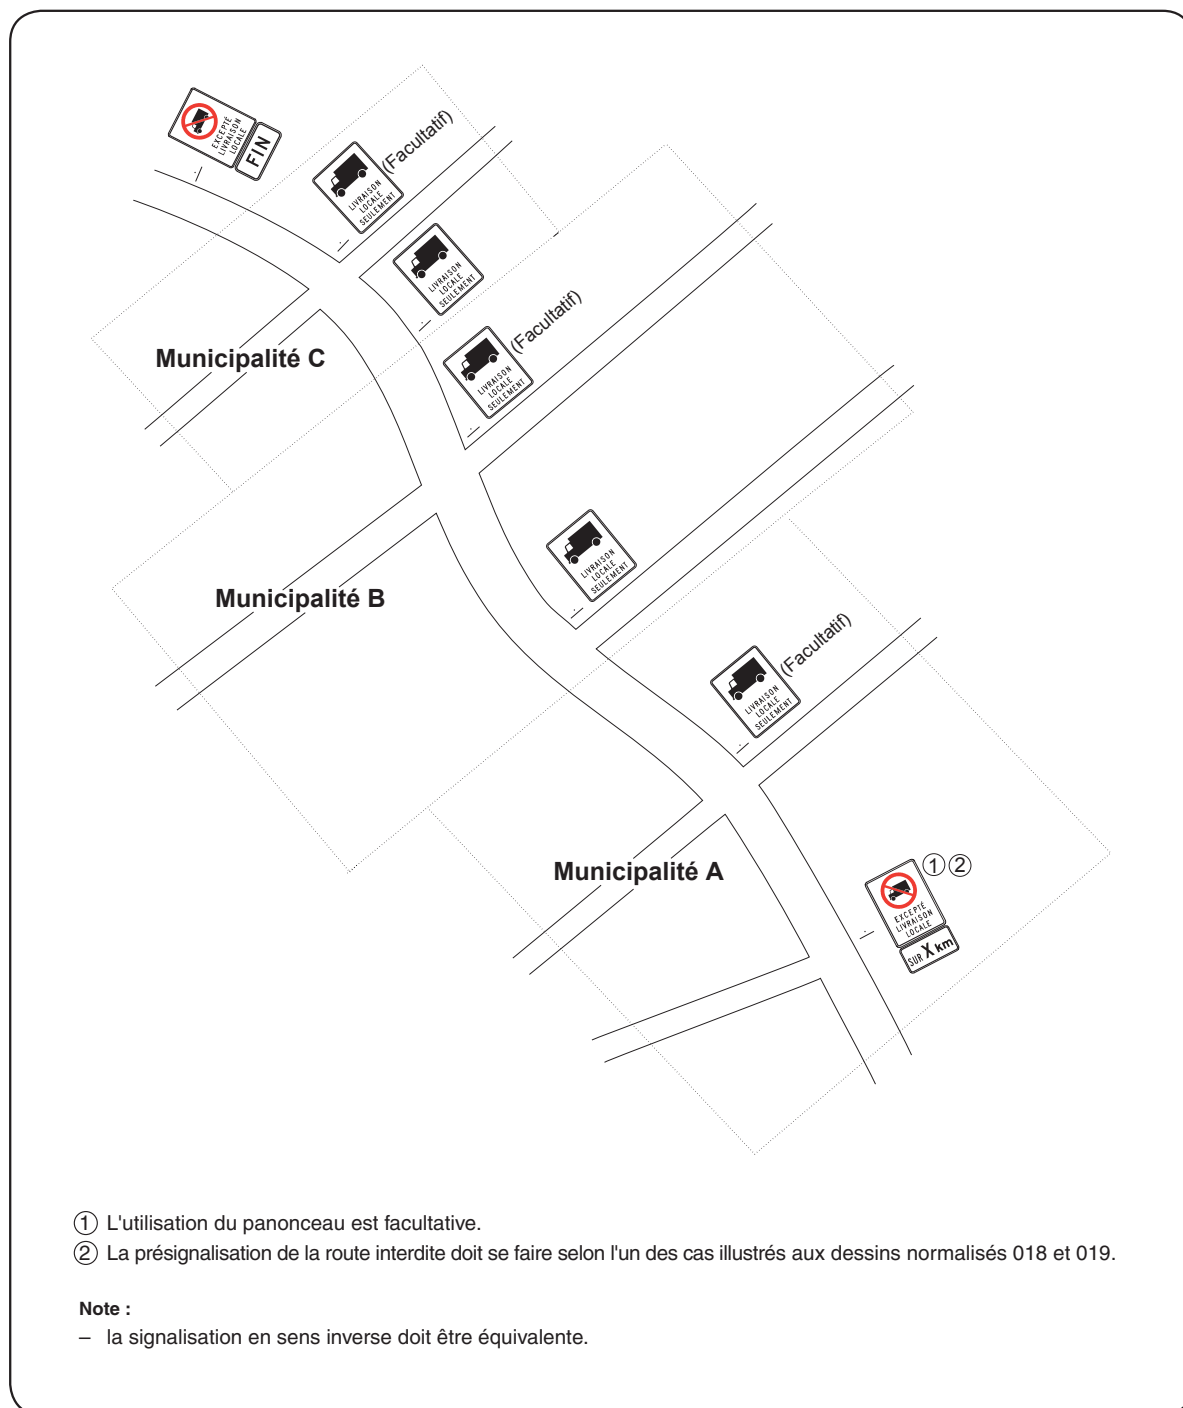 EXCEPTÉ
LIVRAISON
LOCALE
FIN
LIVRAISON
LOCALE
SEULEMENT
(Facultatif)
LIVRAISON
LOCALE
SEULEMENT
Municipalité C
LIVRAISON
LOCALE
SEULEMENT
(Facultatif)
LIVRAISON
LOCALE
SEULEMENT
Municipalité B
LIVRAISON
LOCALE
SEULEMENT
(Facultatif)
Municipalité A
1 2
EXCEPTÉ
LIVRAISON
LOCALE
SUR X km
1 L'utilisation du panonceau est facultative.
2 La présignalisation de la route interdite doit se faire selon l'un des cas illustrés aux dessins normalisés 018 et 019.
Note :
– la signalisation en sens inverse doit être équivalente.